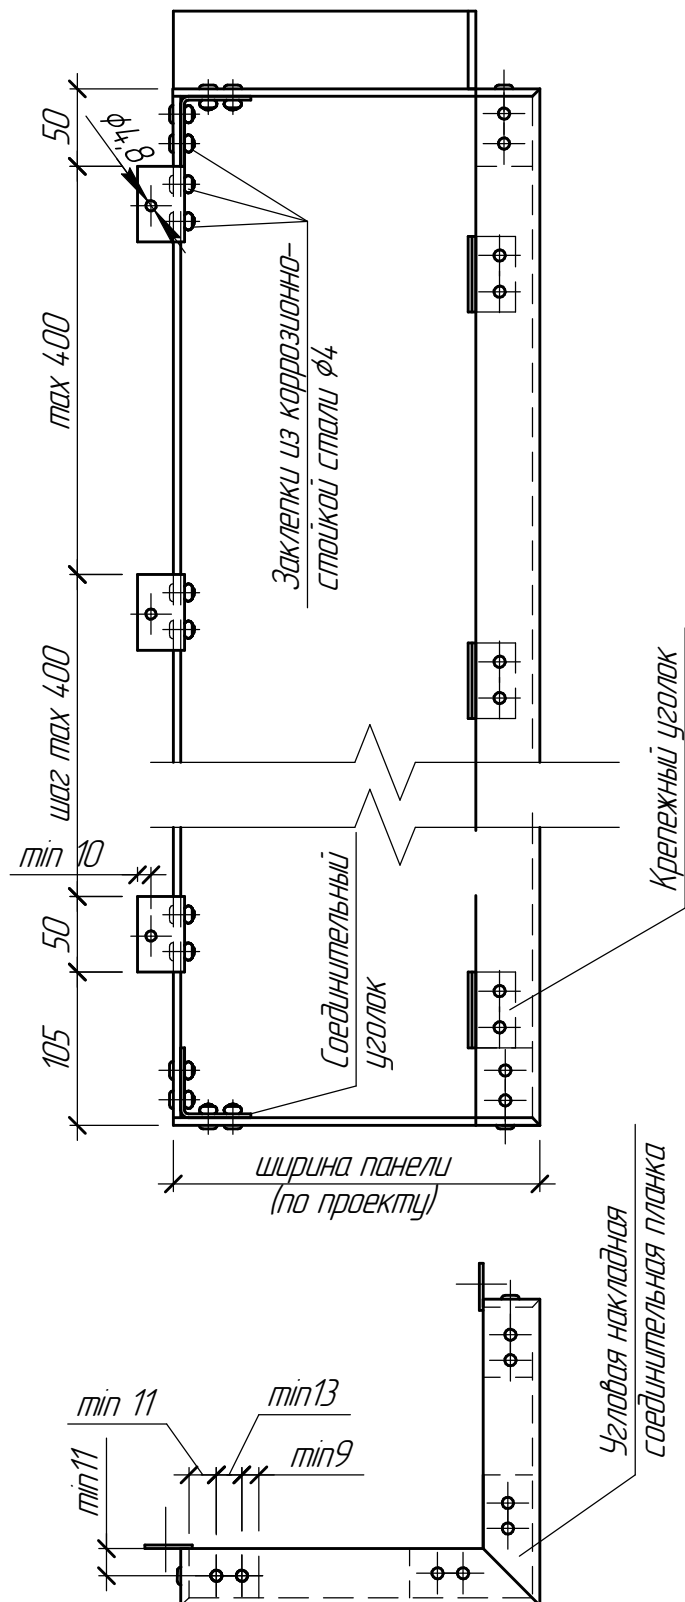 50
ϕ4,8
max 400
Заклепки из коррозионно-
стойкой стали ϕ4
шаг max 400
Крепежный уголок
min 10
50
Соединительный
уголок
105
ширина панели
(по проекту)
Угловая накладная
соединительная планка
min 11
min13
min9
min11